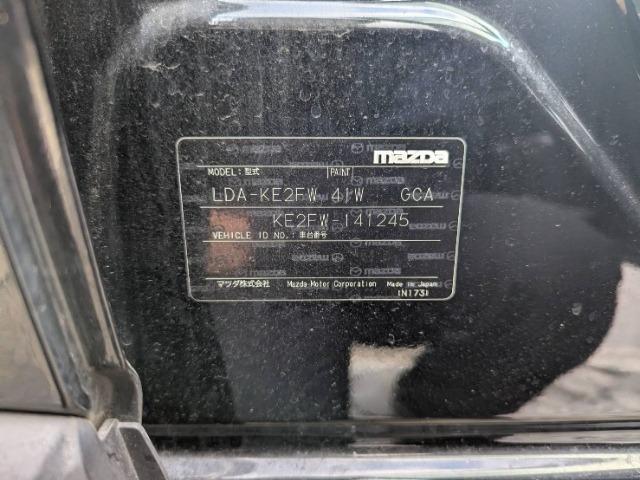 mazda
MODEL: 型式 PAINT
LDA-KE2FW 41W GCA
KE2FW-141245
VEHICLE ID NO.: 車台番号
マツダ株式会社 Mazda Motor Corporation Made in Japan
N1731